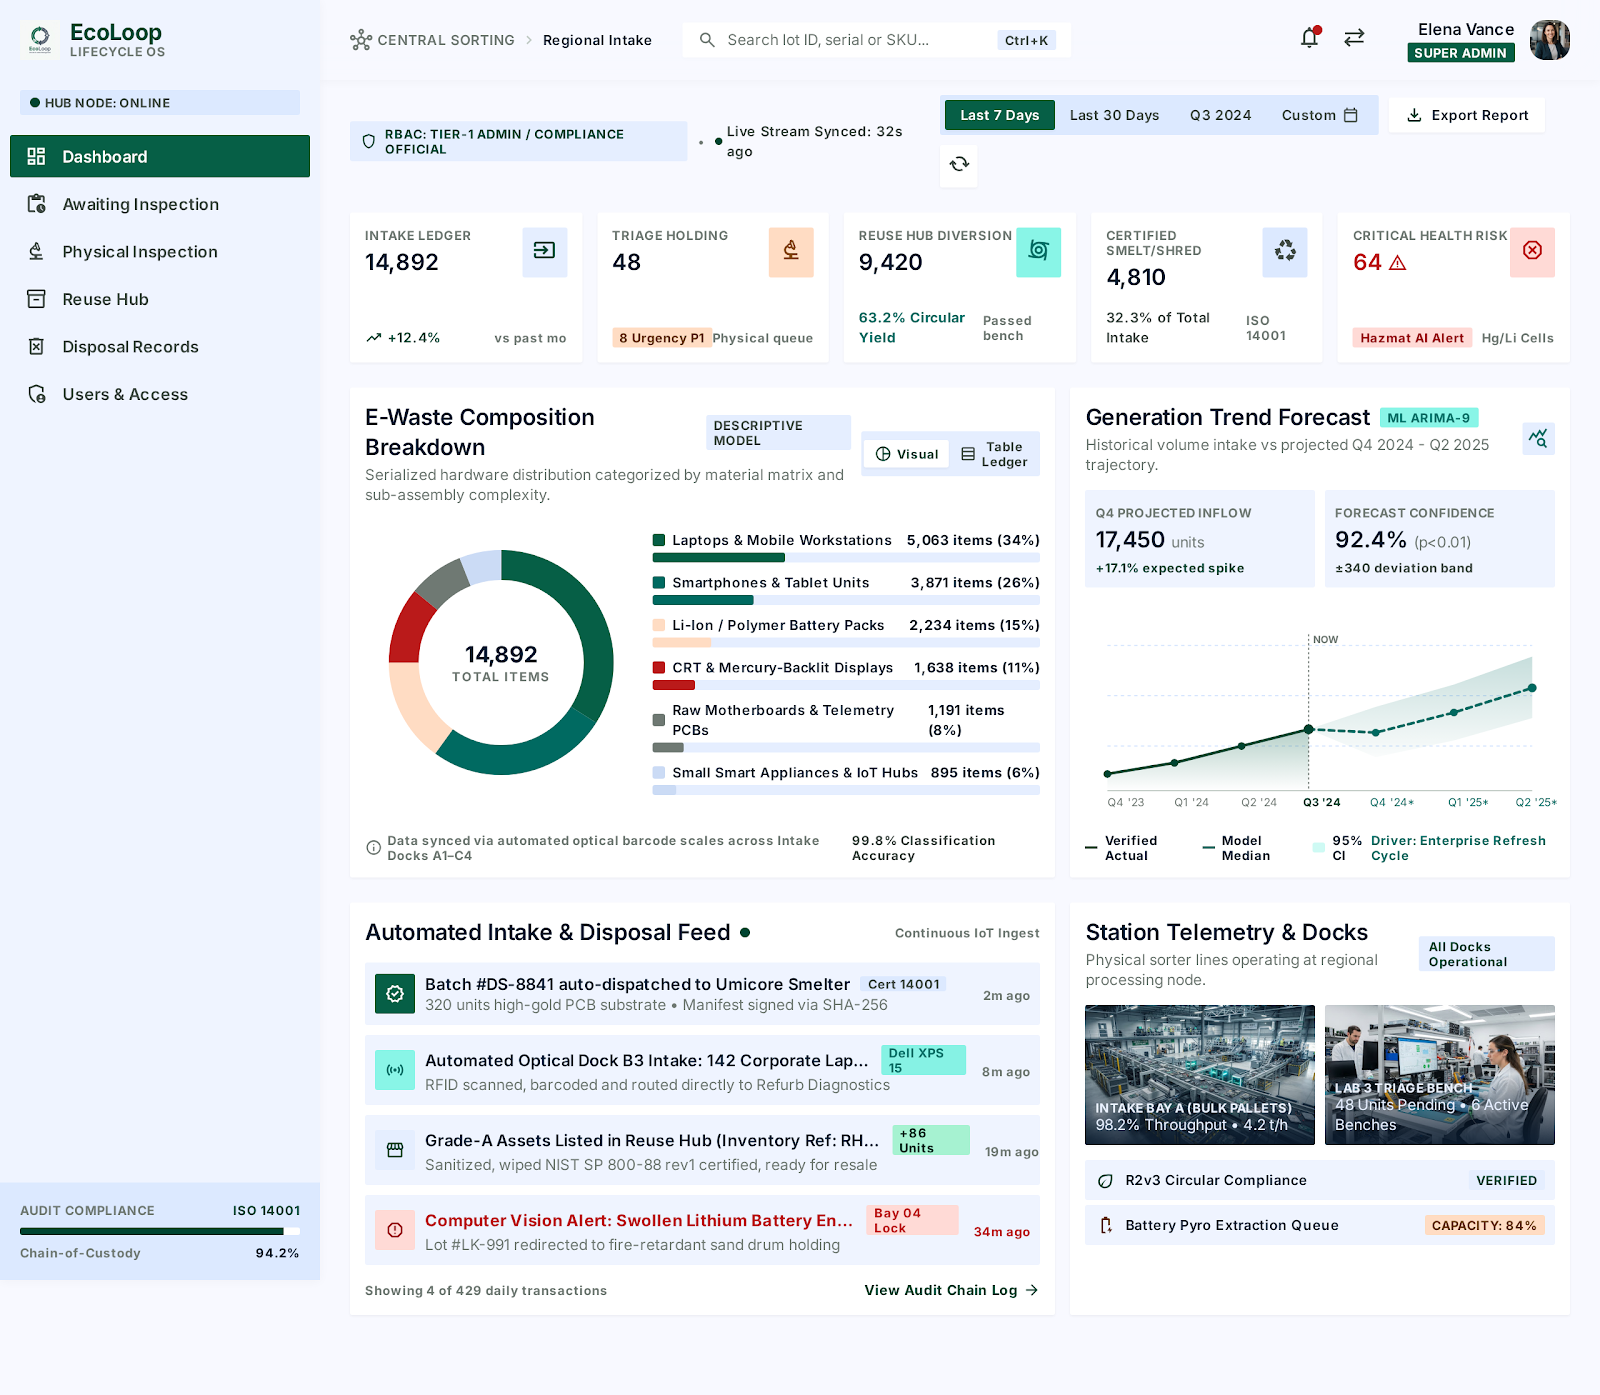 EcoLoop
LIFECYCLE OS
HUB NODE: ONLINE
Dashboard
Awaiting Inspection
Physical Inspection
Reuse Hub
Disposal Records
Users & Access
AUDIT COMPLIANCE ISO 14001
Chain-of-Custody 94.2%
CENTRAL SORTING > Regional Intake
Search lot ID, serial or SKU... Ctrl+K
Elena Vance
SUPER ADMIN
RBAC: TIER-1 ADMIN / COMPLIANCE
OFFICIAL
• Live Stream Synced: 32s
ago
Last 7 Days Last 30 Days Q3 2024 Custom
Export Report
INTAKE LEDGER
14,892
+12.4% vs past mo
TRIAGE HOLDING
48
8 Urgency P1 Physical queue
REUSE HUB DIVERSION
9,420
63.2% Circular
Yield
Passed
bench
CERTIFIED
SMELT/SHRED
4,810
32.3% of Total
Intake
ISO
14001
CRITICAL HEALTH RISK
64
Hazmat AI Alert Hg/Li Cells
E-Waste Composition
Breakdown
DESCRIPTIVE
MODEL
Visual
Table
Ledger
Serialized hardware distribution categorized by material matrix and
sub-assembly complexity.
14,892
TOTAL ITEMS
Laptops & Mobile Workstations 5,063 items (34%)
Smartphones & Tablet Units 3,871 items (26%)
Li-Ion / Polymer Battery Packs 2,234 items (15%)
CRT & Mercury-Backlit Displays 1,638 items (11%)
Raw Motherboards & Telemetry
PCBs
1,191 items
(8%)
Small Smart Appliances & IoT Hubs 895 items (6%)
Data synced via automated optical barcode scales across Intake
Docks A1–C4
99.8% Classification
Accuracy
Generation Trend Forecast ML ARIMA-9
Historical volume intake vs projected Q4 2024 - Q2 2025
trajectory.
Q4 PROJECTED INFLOW
17,450 units
+17.1% expected spike
FORECAST CONFIDENCE
92.4% (p<0.01)
±340 deviation band
NOW
Q4 '23 Q1 '24 Q2 '24 Q3 '24 Q4 '24* Q1 '25* Q2 '25*
Verified
Actual
Model
Median
95%
CI
Driver: Enterprise Refresh
Cycle
Automated Intake & Disposal Feed
Continuous IoT Ingest
Batch #DS-8841 auto-dispatched to Umicore Smelter Cert 14001
320 units high-gold PCB substrate • Manifest signed via SHA-256
2m ago
Automated Optical Dock B3 Intake: 142 Corporate Lap...
Dell XPS
15
RFID scanned, barcoded and routed directly to Refurb Diagnostics
8m ago
Grade-A Assets Listed in Reuse Hub (Inventory Ref: RH...
+86
Units
Sanitized, wiped NIST SP 800-88 rev1 certified, ready for resale
19m ago
Computer Vision Alert: Swollen Lithium Battery En...
Bay 04
Lock
Lot #LK-991 redirected to fire-retardant sand drum holding
34m ago
Showing 4 of 429 daily transactions
View Audit Chain Log →
Station Telemetry & Docks
Physical sorter lines operating at regional
processing node.
All Docks
Operational
INTAKE BAY A (BULK PALLETS)
98.2% Throughput • 4.2 t/h
LAB 3 TRIAGE BENCH
48 Units Pending • 6 Active
Benches
R2v3 Circular Compliance VERIFIED
Battery Pyro Extraction Queue CAPACITY: 84%